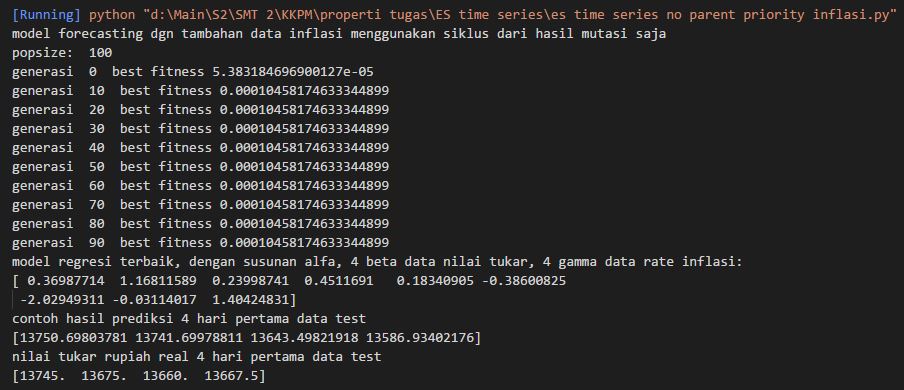 [Running] python "d:\Main\S2\SMT 2\KKPM\properti tugas\ES time series\es time series no parent priority inflasi.py"
model forecasting dgn tambahan data inflasi menggunakan siklus dari hasil mutasi saja
popsize:  100
generasi  0  best fitness 5.383184696900127e-05
generasi  10  best fitness 0.00010458174633344899
generasi  20  best fitness 0.00010458174633344899
generasi  30  best fitness 0.00010458174633344899
generasi  40  best fitness 0.00010458174633344899
generasi  50  best fitness 0.00010458174633344899
generasi  60  best fitness 0.00010458174633344899
generasi  70  best fitness 0.00010458174633344899
generasi  80  best fitness 0.00010458174633344899
generasi  90  best fitness 0.00010458174633344899
model regresi terbaik, dengan susunan alfa, 4 beta data nilai tukar, 4 gamma data rate inflasi:
[ 0.36987714  1.16811589  0.23998741  0.4511691   0.18340905 -0.38600825
 -2.02949311 -0.03114017  1.40424831]
contoh hasil prediksi 4 hari pertama data test
[13750.69803781 13741.69978811 13643.49821918 13586.93402176]
nilai tukar rupiah real 4 hari pertama data test
[13745.  13675.  13660.  13667.5]